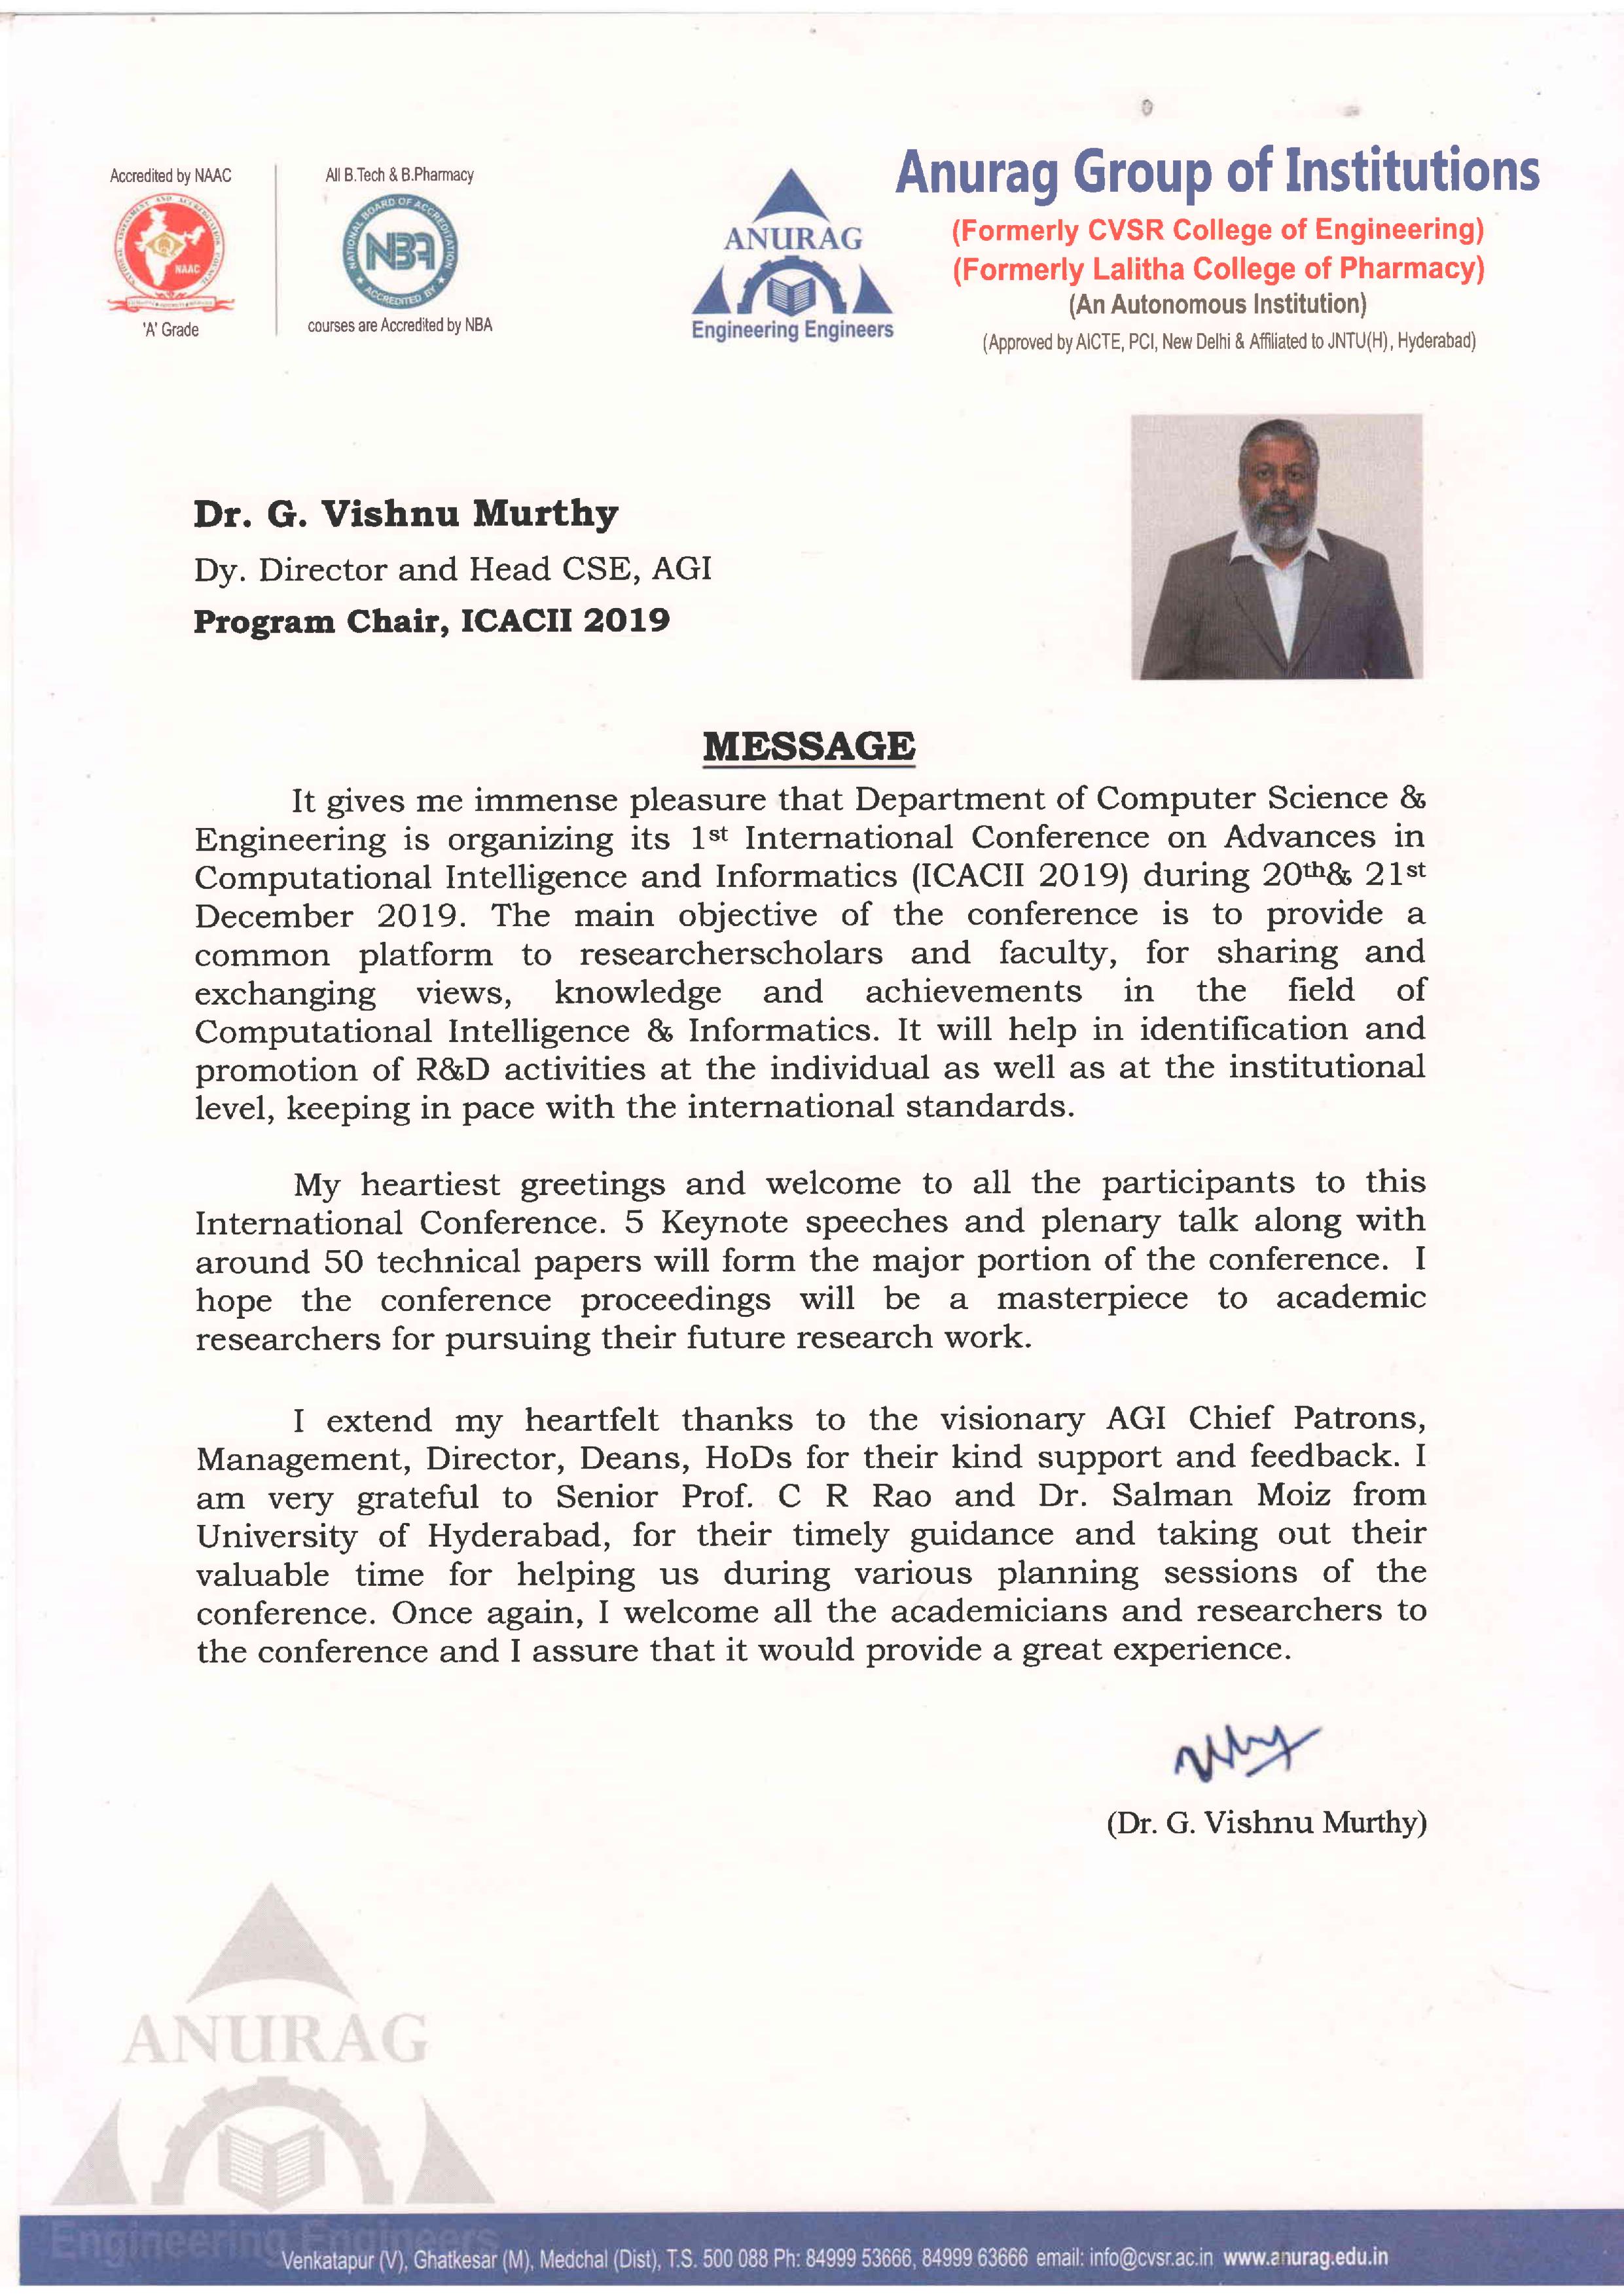 Accredited by NAAC
NAAC
'A' Grade
All B.Tech & B.Pharmacy
NATIONAL BOARD OF ACCREDITATION
NBA
ACCREDITED BY
courses are Accredited by NBA
ANURAG
Engineering Engineers
Anurag Group of Institutions
(Formerly CVSR College of Engineering)
(Formerly Lalitha College of Pharmacy)
(An Autonomous Institution)
(Approved by AICTE, PCI, New Delhi & Affiliated to JNTU(H), Hyderabad)
Dr. G. Vishnu Murthy
Dy. Director and Head CSE, AGI
Program Chair, ICACII 2019
MESSAGE
It gives me immense pleasure that Department of Computer Science &
Engineering is organizing its 1st International Conference on Advances in
Computational Intelligence and Informatics (ICACII 2019) during 20th& 21st
December 2019. The main objective of the conference is to provide a
common platform to researcherscholars and faculty, for sharing and
exchanging views, knowledge and achievements in the field of
Computational Intelligence & Informatics. It will help in identification and
promotion of R&D activities at the individual as well as at the institutional
level, keeping in pace with the international standards.
My heartiest greetings and welcome to all the participants to this
International Conference. 5 Keynote speeches and plenary talk along with
around 50 technical papers will form the major portion of the conference. I
hope the conference proceedings will be a masterpiece to academic
researchers for pursuing their future research work.
I extend my heartfelt thanks to the visionary AGI Chief Patrons,
Management, Director, Deans, HoDs for their kind support and feedback. I
am very grateful to Senior Prof. C R Rao and Dr. Salman Moiz from
University of Hyderabad, for their timely guidance and taking out their
valuable time for helping us during various planning sessions of the
conference. Once again, I welcome all the academicians and researchers to
the conference and I assure that it would provide a great experience.
(Dr. G. Vishnu Murthy)
ANURAG
Engineering Engineers
Venkatapur (V), Ghatkesar (M), Medchal (Dist), T.S. 500 088 Ph: 84999 53666, 84999 63666 email: info@cvsr.ac.in www.anurag.edu.in